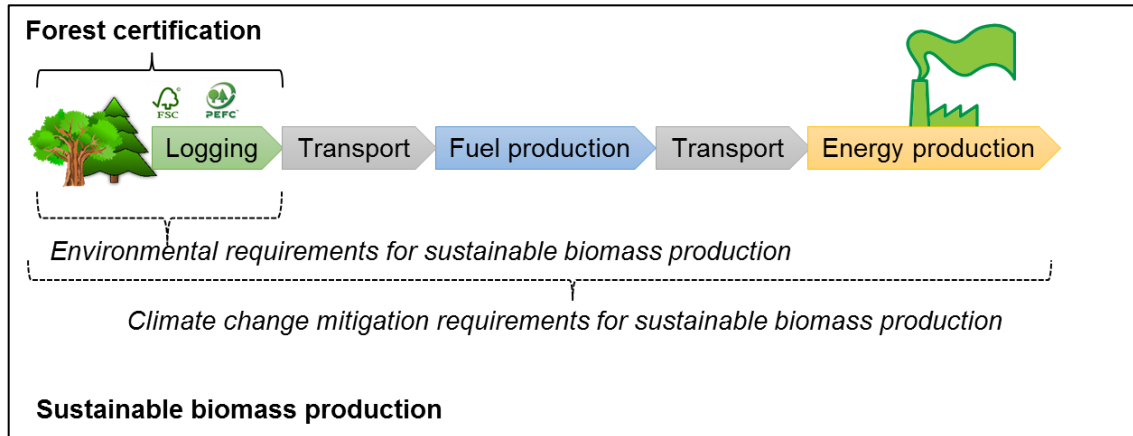 Forest certification
FSC
PEFC
Logging
Transport
Fuel production
Transport
Energy production
Environmental requirements for sustainable biomass production
Climate change mitigation requirements for sustainable biomass production
Sustainable biomass production